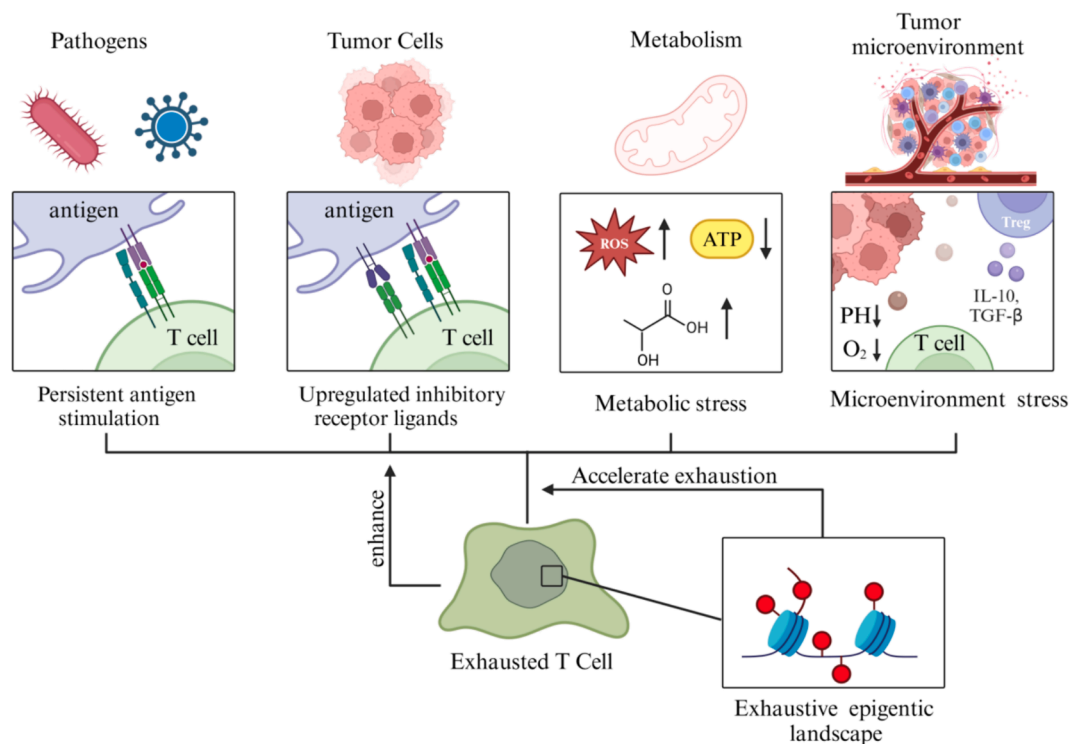 Pathogens
Tumor Cells
Metabolism
Tumor
microenvironment
antigen
T cell
antigen
T cell
ROS
ATP
O
OH
OH
Treg
IL-10,
TGF-β
PH
O₂
T cell
Persistent antigen
stimulation
Upregulated inhibitory
receptor ligands
Metabolic stress
Microenvironment stress
Accelerate exhaustion
enhance
Exhausted T Cell
Exhaustive epigentic
landscape